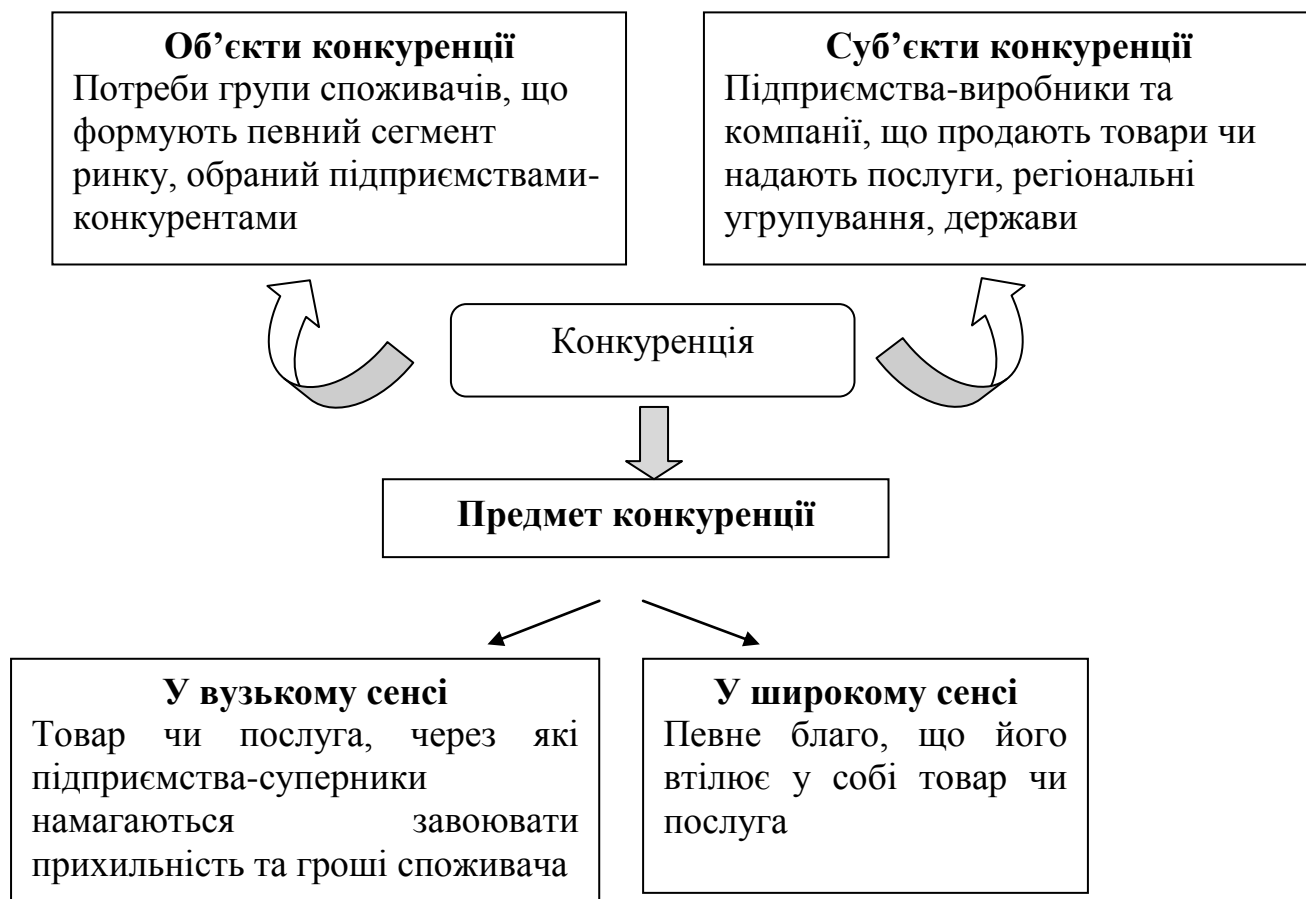 Об’єкти конкуренції
Потреби групи споживачів, що
формують певний сегмент
ринку, обраний підприємствами-
конкурентами
Суб’єкти конкуренції
Підприємства-виробники та
компанії, що продають товари чи
надають послуги, регіональні
угрупування, держави
Конкуренція
Предмет конкуренції
У вузькому сенсі
Товар чи послуга, через які
підприємства-суперники
намагаються завоювати
прихильність та гроші споживача
У широкому сенсі
Певне благо, що його
втілює у собі товар чи
послуга